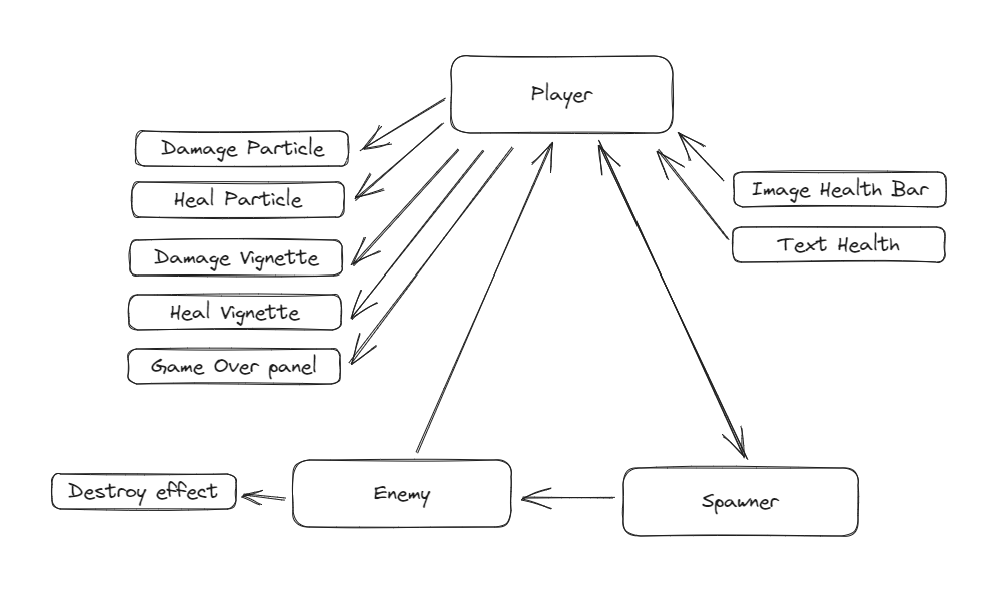 Player
Damage Particle
Heal Particle
Damage Vignette
Heal Vignette
Game Over panel
Image Health Bar
Text Health
Destroy effect
Enemy
Spawner